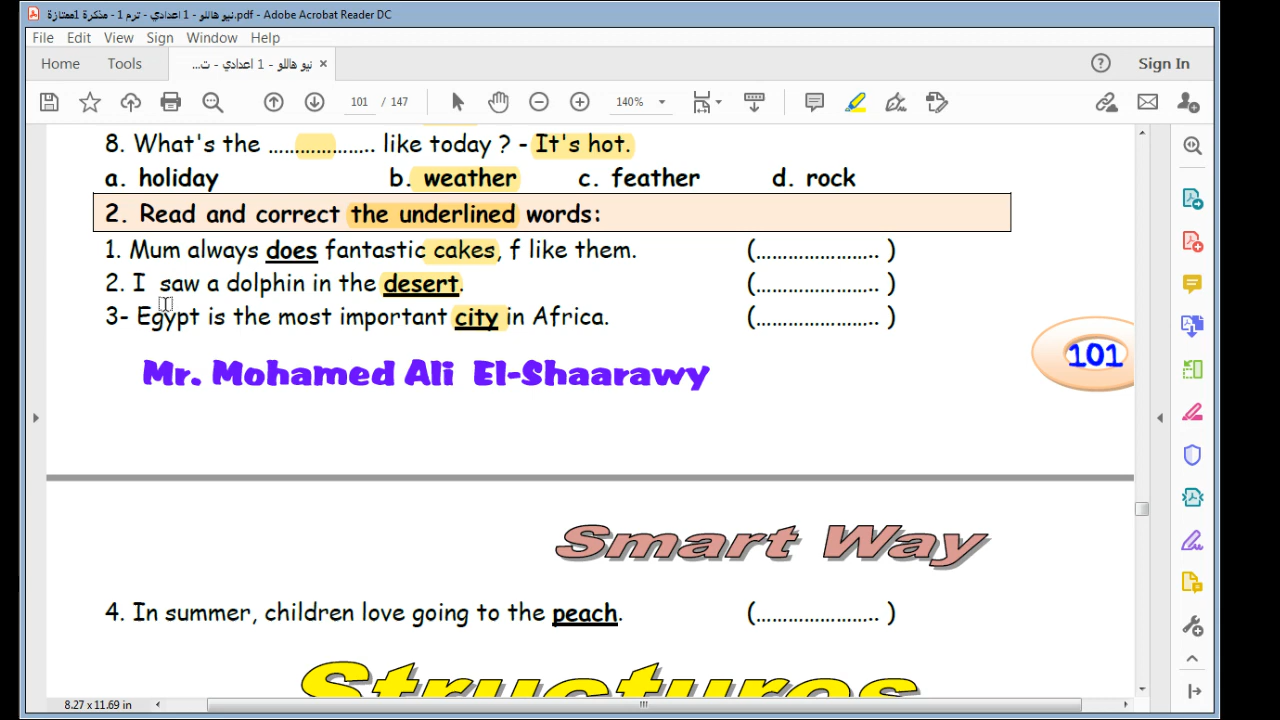 نيو هاللو - 1 اعدادي - ترم 1 - مذكرة 1ممتازة.pdf - Adobe Acrobat Reader DC
File Edit View Sign Window Help
Home Tools نيو هاللو - 1 اعدادي - ت... × Sign In
101 / 147 140%
8. What's the ................... like today ? - It's hot.
a. holiday b. weather c. feather d. rock
2. Read and correct the underlined words:
1. Mum always does fantastic cakes, f like them. (...................... )
2. I saw a dolphin in the desert. (...................... )
3- Egypt is the most important city in Africa. (...................... )
Mr. Mohamed Ali El-Shaarawy
101
Smart Way
4. In summer, children love going to the peach. (...................... )
Structures
8.27 x 11.69 in